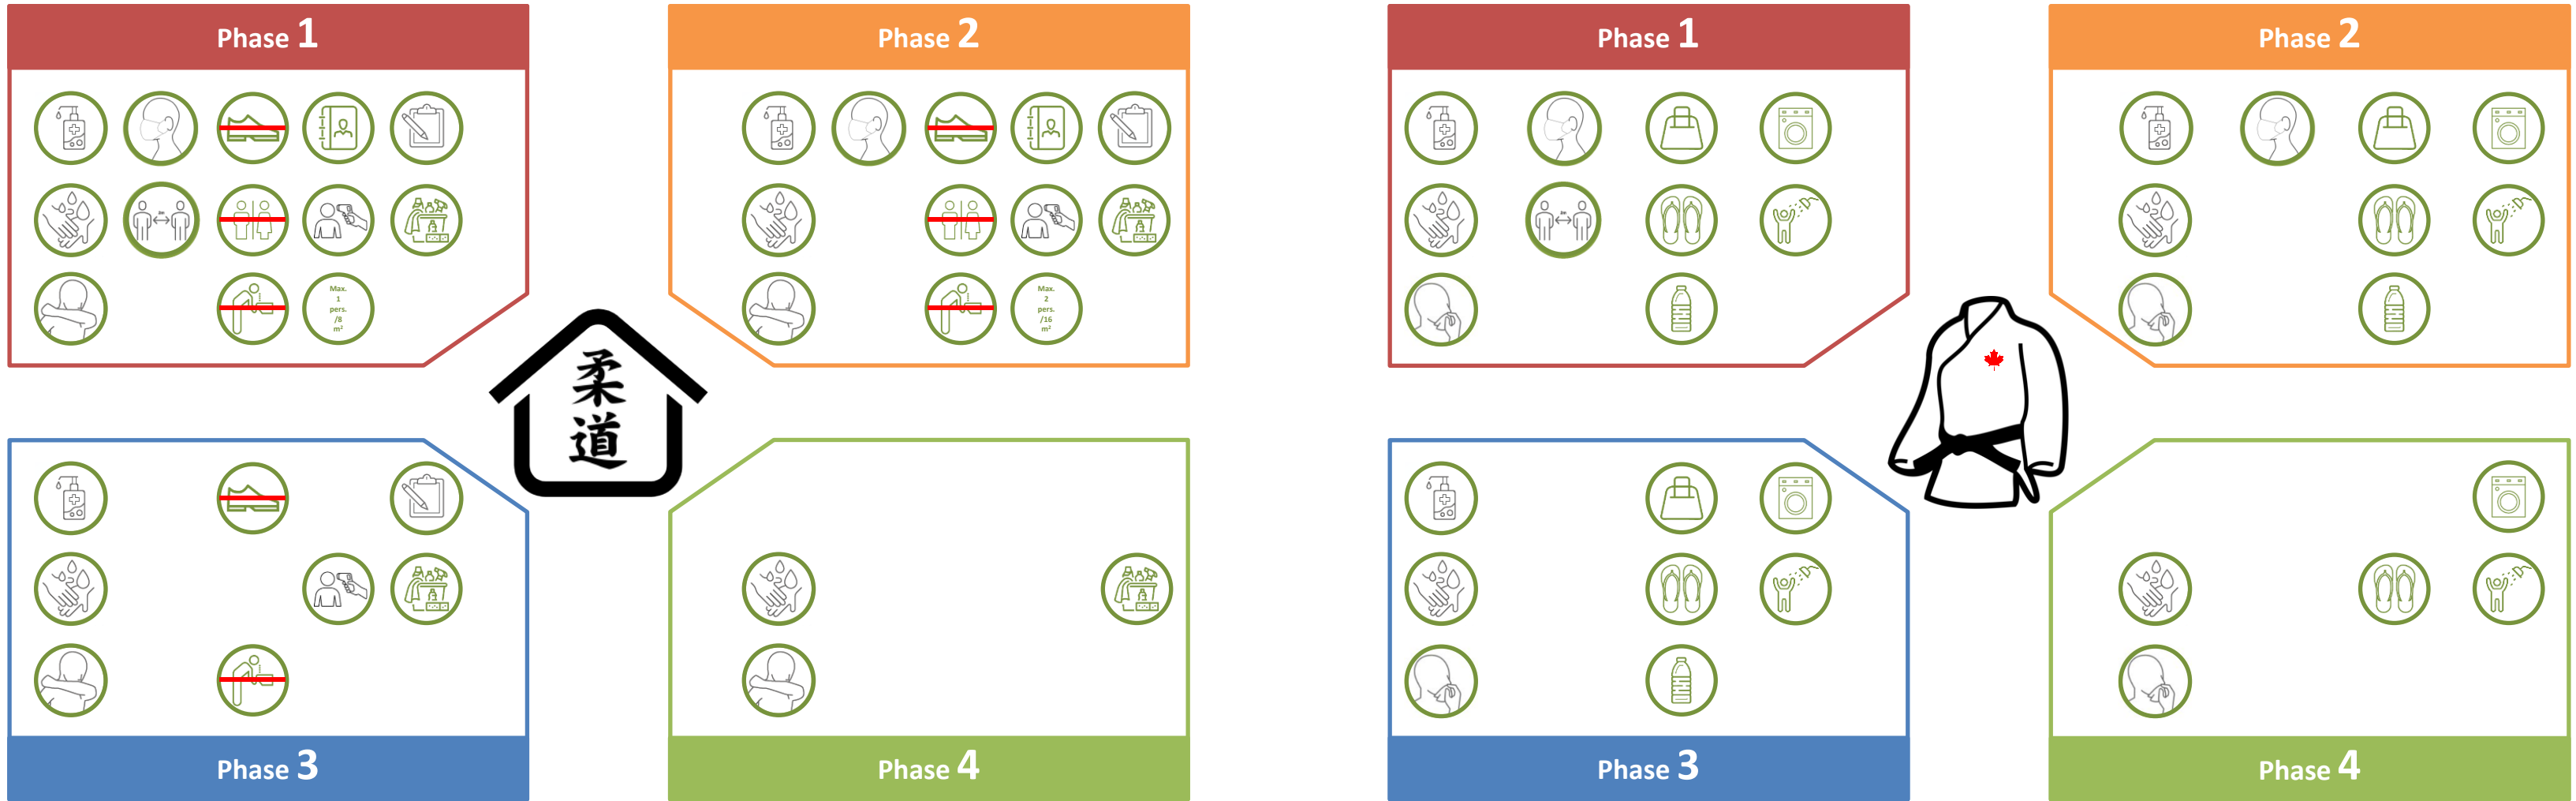 Phase 1
Phase 2
Max.
1
pers.
/8
m²
Max.
2
pers.
/16
m²
柔
道
Phase 3
Phase 4
Phase 1
Phase 2
Phase 3
Phase 4